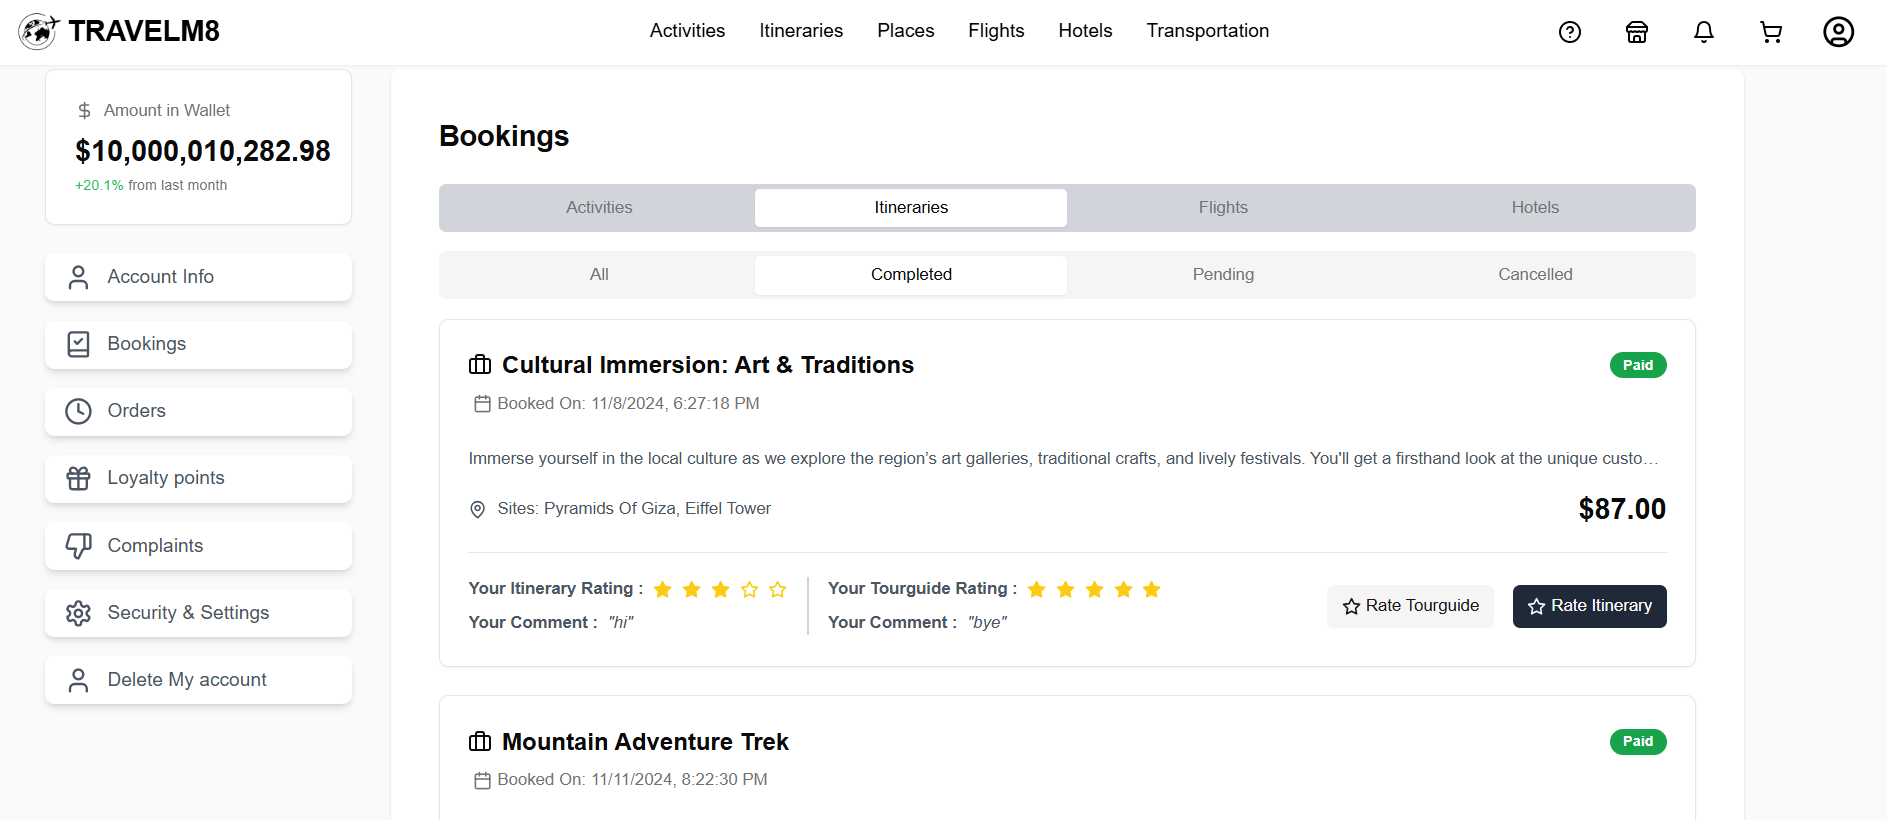 TRAVELM8
Activities Itineraries Places Flights Hotels Transportation
Amount in Wallet
$10,000,010,282.98
+20.1% from last month
Account Info
Bookings
Orders
Loyalty points
Complaints
Security & Settings
Delete My account
Bookings
Activities Itineraries Flights Hotels
All Completed Pending Cancelled
Cultural Immersion: Art & Traditions Paid
Booked On: 11/8/2024, 6:27:18 PM
Immerse yourself in the local culture as we explore the region’s art galleries, traditional crafts, and lively festivals. You'll get a firsthand look at the unique custo…
Sites: Pyramids Of Giza, Eiffel Tower $87.00
Your Itinerary Rating :
Your Comment : "hi"
Your Tourguide Rating :
Your Comment : "bye"
Rate Tourguide Rate Itinerary
Mountain Adventure Trek Paid
Booked On: 11/11/2024, 8:22:30 PM